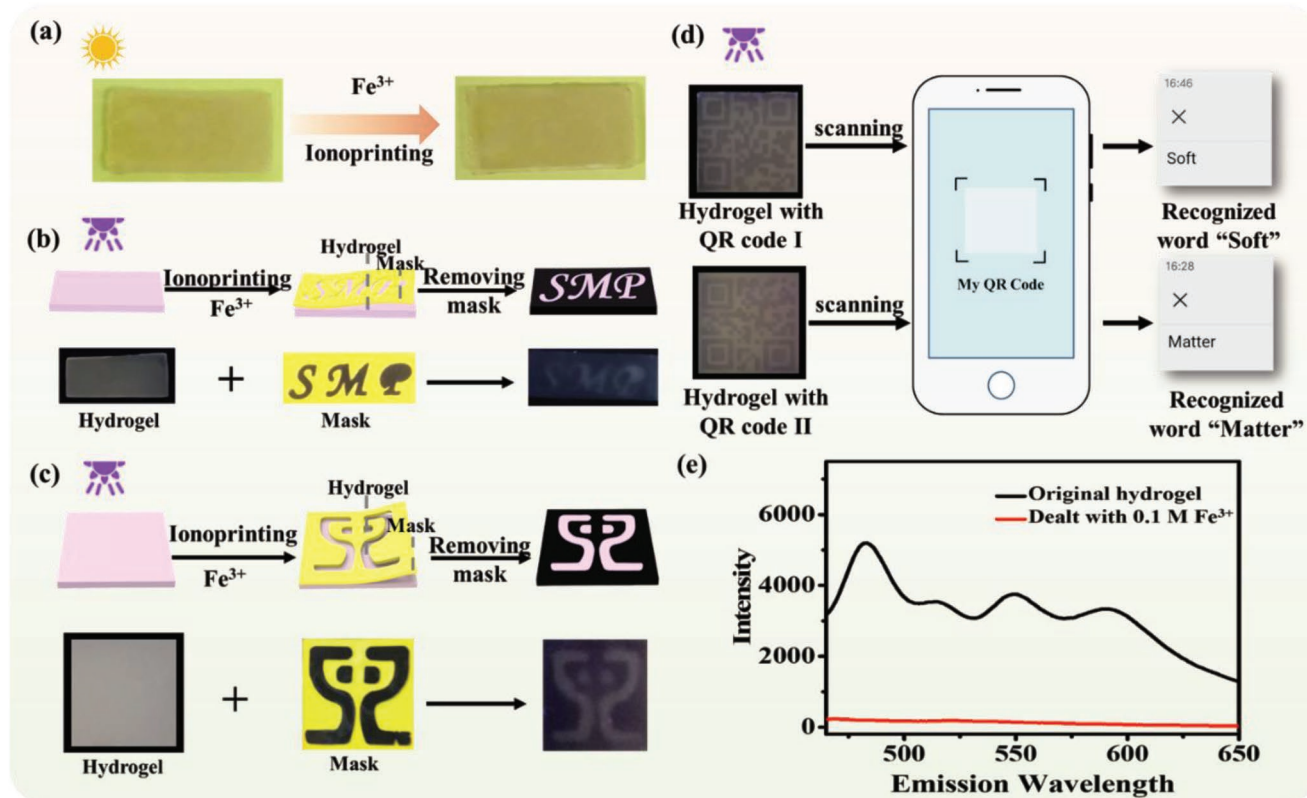 (a)
Fe³⁺
Ionoprinting
(b)
Ionoprinting
Fe³⁺
Hydrogel
Mask
Removing
mask
SMP
SMP
Hydrogel
+
SMP
Mask
SMP
(c)
Ionoprinting
Fe³⁺
Hydrogel
Mask
Removing
mask
Hydrogel
+
Mask
(d)
Hydrogel with
QR code I
scanning
Hydrogel with
QR code II
scanning
My QR Code
16:46
×
Soft
Recognized
word “Soft”
16:28
×
Matter
Recognized
word “Matter”
(e)
Original hydrogel
Dealt with 0.1 M Fe³⁺
Intensity
6000
4000
2000
0
500 550 600 650
Emission Wavelength